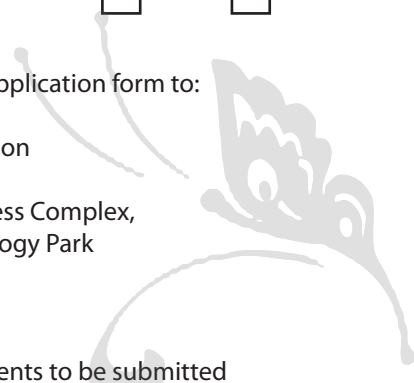 pplication form to:
on
ess Complex,
ogy Park
ents to be submitted